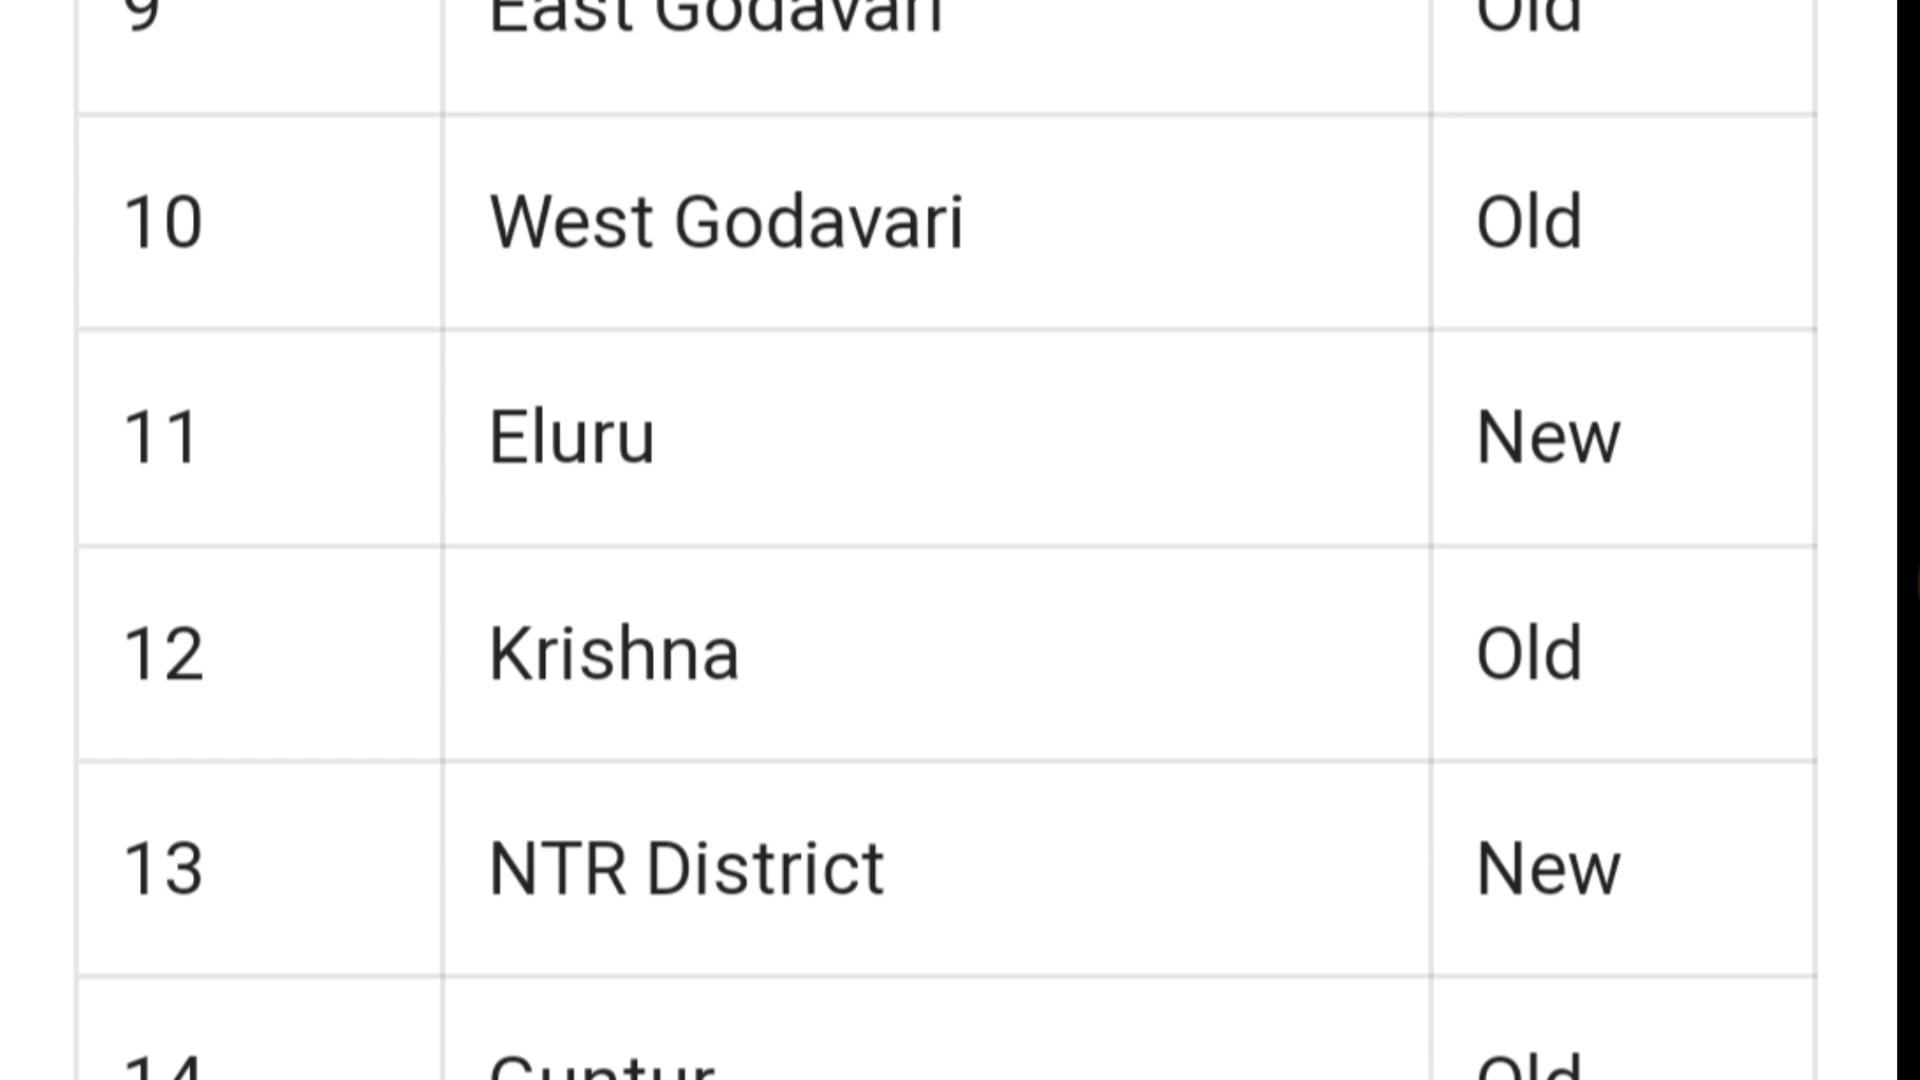 9 East Godavari Old
10 West Godavari Old
11 Eluru New
12 Krishna Old
13 NTR District New
14 Guntur Old